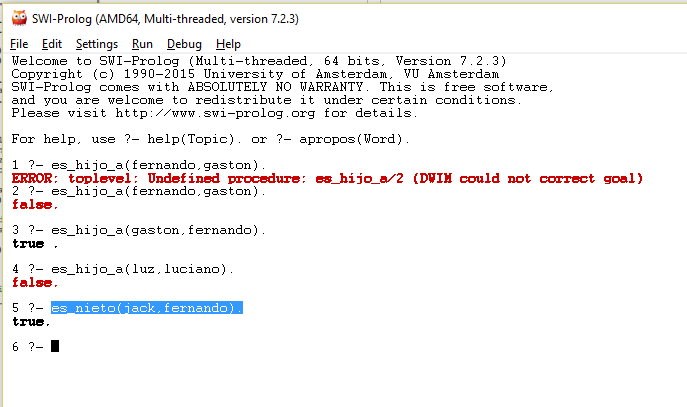 SWI-Prolog (AMD64, Multi-threaded, version 7.2.3)
File Edit Settings Run Debug Help
Welcome to SWI-Prolog (Multi-threaded, 64 bits, Version 7.2.3)
Copyright (c) 1990-2015 University of Amsterdam, VU Amsterdam
SWI-Prolog comes with ABSOLUTELY NO WARRANTY. This is free software,
and you are welcome to redistribute it under certain conditions.
Please visit http://www.swi-prolog.org for details.
For help, use ?- help(Topic). or ?- apropos(Word).
1 ?- es_hijo_a(fernando,gaston).
ERROR: toplevel: Undefined procedure: es_hijo_a/2 (DWIM could not correct goal)
2 ?- es_hijo_a(fernando,gaston).
false.
3 ?- es_hijo_a(gaston,fernando).
true .
4 ?- es_hijo_a(luz,luciano).
false.
5 ?- es_nieto(jack,fernando).
true.
6 ?-